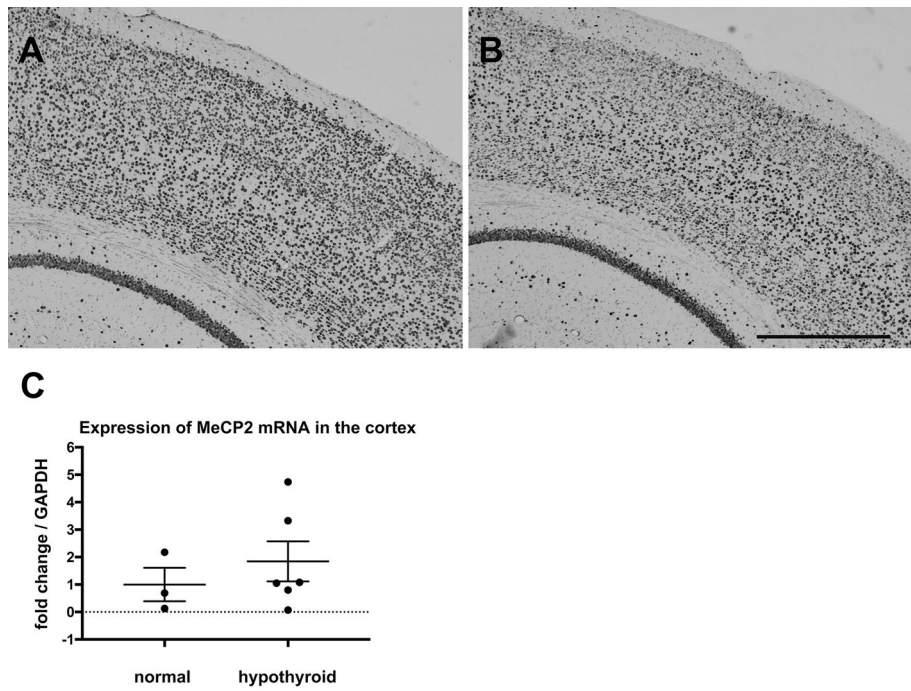 A
B
C
Expression of MeCP2 mRNA in the cortex
fold change / GAPDH
6
5
4
3
2
1
0
-1
normal hypothyroid